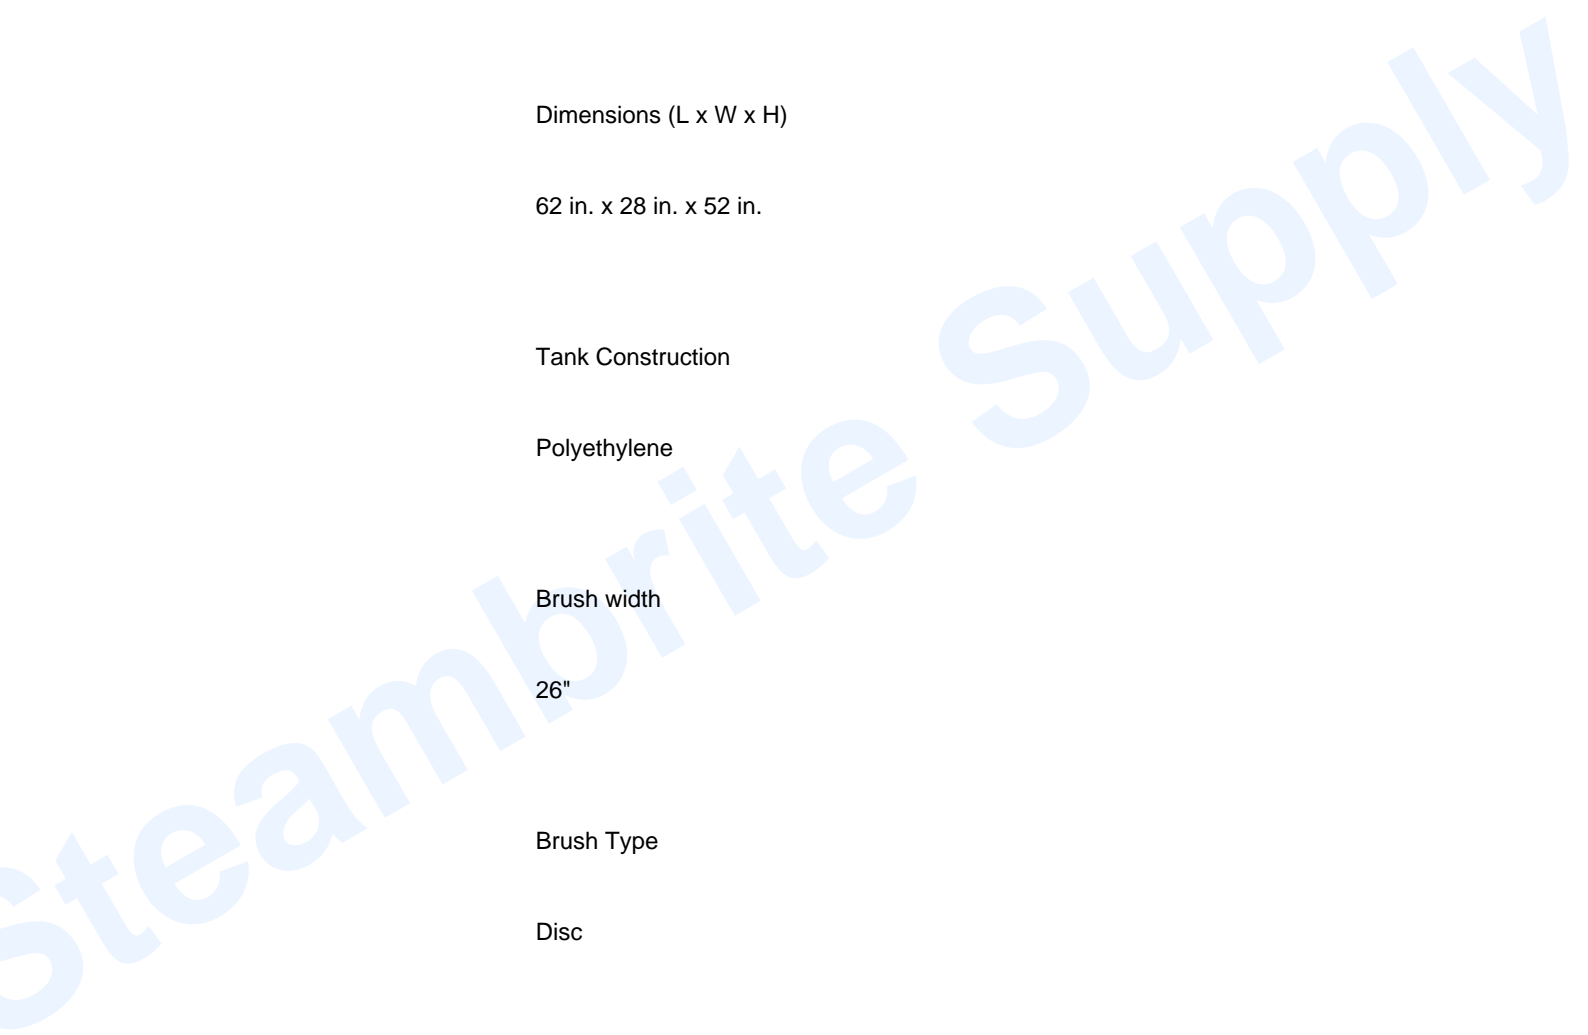 Dimensions (L x W x H)
62 in. x 28 in. x 52 in.
Tank Construction
Polyethylene
Brush width
26"
Brush Type
Disc
Steambrite Supply